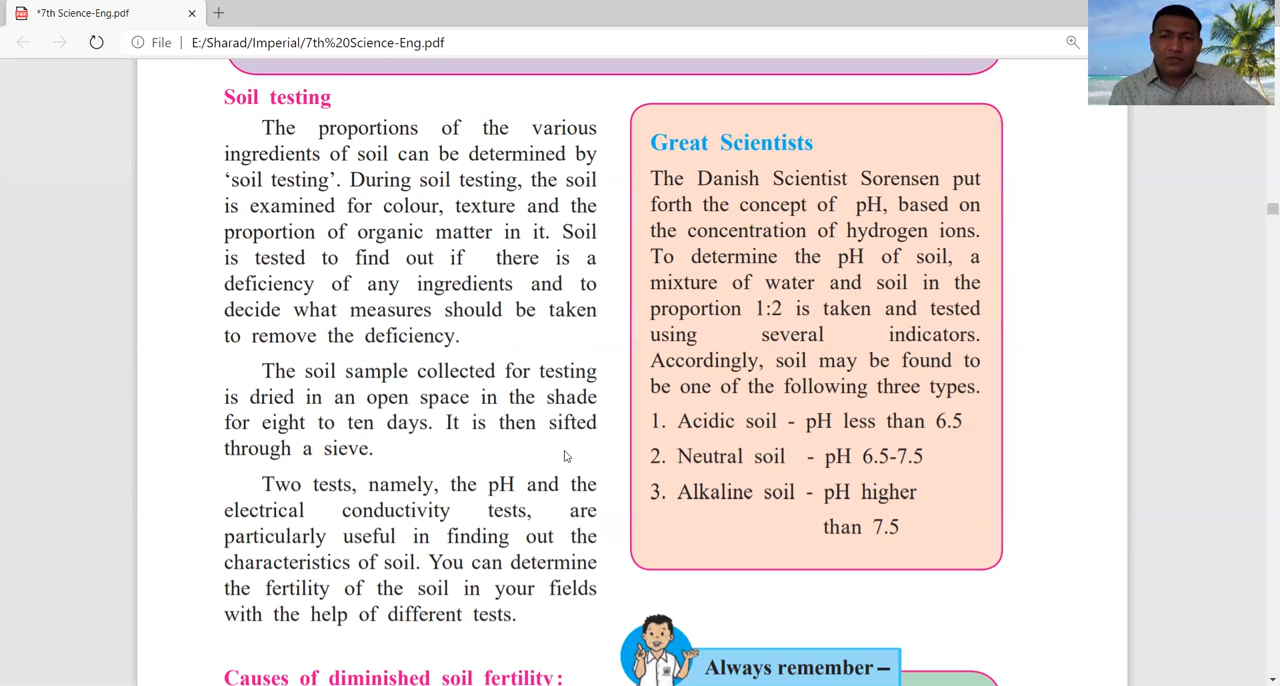 *7th Science-Eng.pdf
File | E:/Sharad/Imperial/7th%20Science-Eng.pdf
Soil testing
The proportions of the various
ingredients of soil can be determined by
‘soil testing’. During soil testing, the soil
is examined for colour, texture and the
proportion of organic matter in it. Soil
is tested to find out if there is a
deficiency of any ingredients and to
decide what measures should be taken
to remove the deficiency.
The soil sample collected for testing
is dried in an open space in the shade
for eight to ten days. It is then sifted
through a sieve.
Two tests, namely, the pH and the
electrical conductivity tests, are
particularly useful in finding out the
characteristics of soil. You can determine
the fertility of the soil in your fields
with the help of different tests.
Causes of diminished soil fertility:
Great Scientists
The Danish Scientist Sorensen put
forth the concept of pH, based on
the concentration of hydrogen ions.
To determine the pH of soil, a
mixture of water and soil in the
proportion 1:2 is taken and tested
using several indicators.
Accordingly, soil may be found to
be one of the following three types.
1. Acidic soil - pH less than 6.5
2. Neutral soil - pH 6.5-7.5
3. Alkaline soil - pH higher
than 7.5
Always remember –